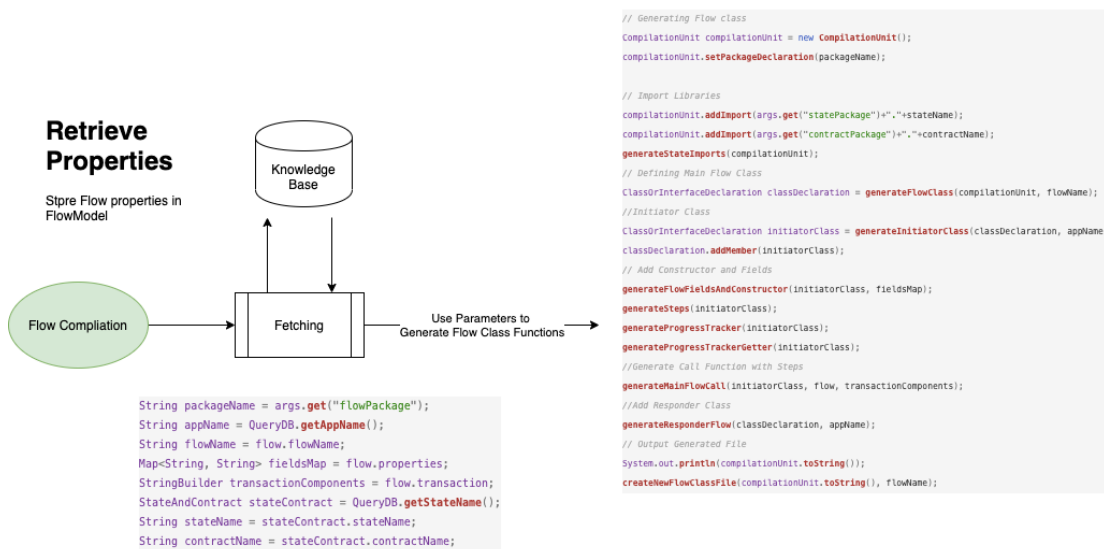 Retrieve
Properties
Stpre Flow properties in
FlowModel
Knowledge
Base
Flow Compliation
Fetching
Use Parameters to
Generate Flow Class Functions
String packageName = args.get("flowPackage");
String appName = QueryDB.getAppName();
String flowName = flow.flowName;
Map<String, String> fieldsMap = flow.properties;
StringBuilder transactionComponents = flow.transaction;
StateAndContract stateContract = QueryDB.getStateName();
String stateName = stateContract.stateName;
String contractName = stateContract.contractName;
// Generating Flow class
CompilationUnit compilationUnit = new CompilationUnit();
compilationUnit.setPackageDeclaration(packageName);
// Import Libraries
compilationUnit.addImport(args.get("statePackage")+"."+stateName);
compilationUnit.addImport(args.get("contractPackage")+"."+contractName);
generateStateImports(compilationUnit);
// Defining Main Flow Class
ClassOrInterfaceDeclaration classDeclaration = generateFlowClass(compilationUnit, flowName);
//Initiator Class
ClassOrInterfaceDeclaration initiatorClass = generateInitiatorClass(classDeclaration, appName
classDeclaration.addMember(initiatorClass);
// Add Constructor and Fields
generateFlowFieldsAndConstructor(initiatorClass, fieldsMap);
generateSteps(initiatorClass);
generateProgressTracker(initiatorClass);
generateProgressTrackerGetter(initiatorClass);
//Generate Call Function with Steps
generateMainFlowCall(initiatorClass, flow, transactionComponents);
//Add Responder Class
generateResponderFlow(classDeclaration, appName);
// Output Generated File
System.out.println(compilationUnit.toString());
createNewFlowClassFile(compilationUnit.toString(), flowName);